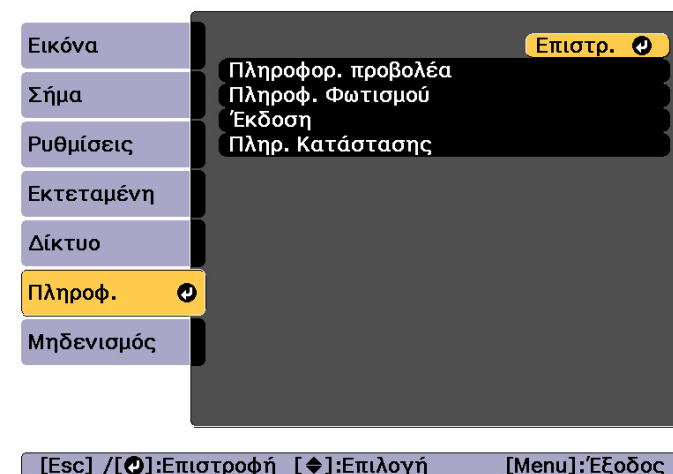 Εικόνα
Σήμα
Ρυθμίσεις
Εκτεταμένη
Δίκτυο
Πληροφ.
Μηδενισμός
Επιστρ.
Πληροφορ. προβολέα
Πληροφ. Φωτισμού
Έκδοση
Πληρ. Κατάστασης
[Esc] /[]:Επιστροφή [◆]:Επιλογή [Menu]:Έξοδος